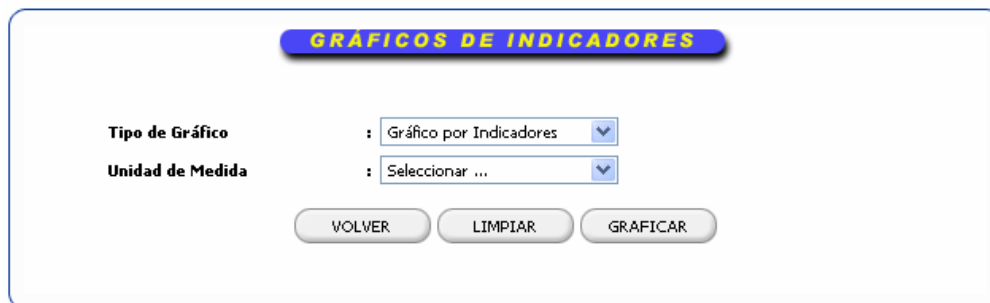 GRÁFICOS DE INDICADORES
Tipo de Gráfico : Gráfico por Indicadores
Unidad de Medida : Seleccionar ...
VOLVER LIMPIAR GRAFICAR